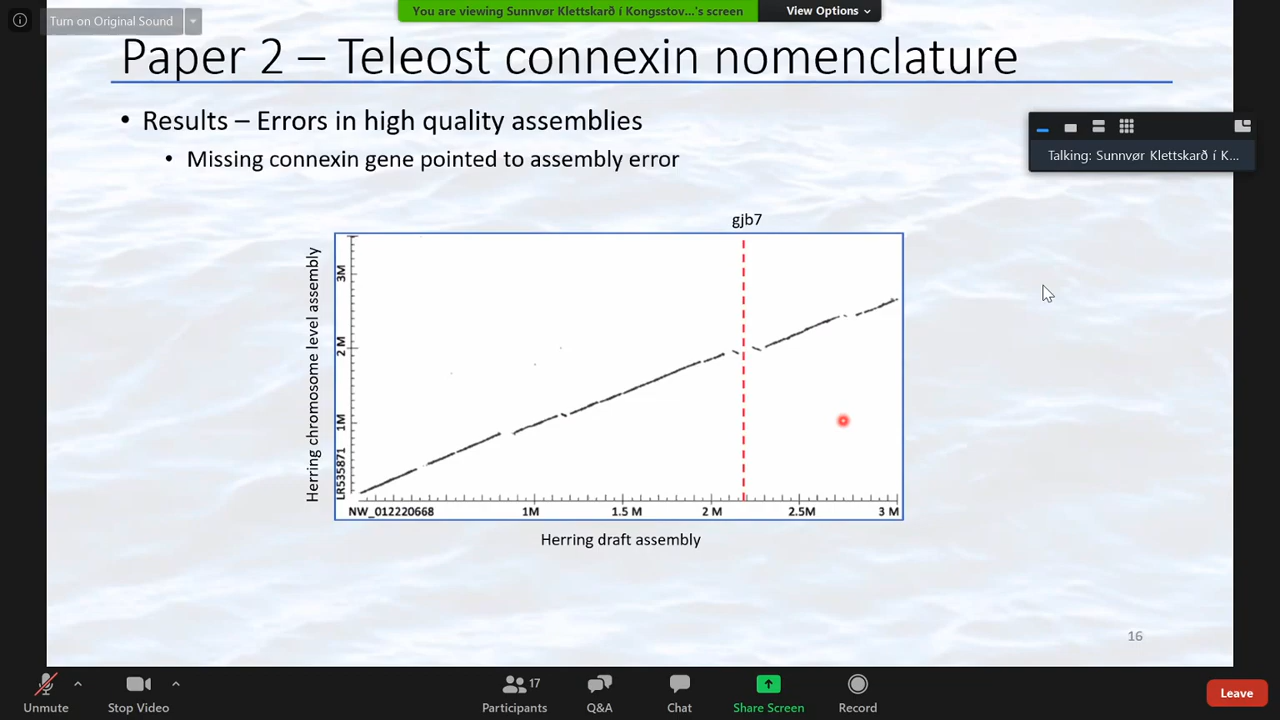 Turn on Original Sound
You are viewing Sunnvør Klettskarð í Kongsstov...'s screen
View Options
Paper 2 – Teleost connexin nomenclature
• Results – Errors in high quality assemblies
• Missing connexin gene pointed to assembly error
Talking: Sunnvør Klettskarð í K...
gjb7
Herring chromosome level assembly
3M
2 M
1M
LR535871
NW_012220668
1M
1.5 M
2 M
2.5M
3 M
Herring draft assembly
16
Unmute
Stop Video
Participants
17
Q&A
Chat
Share Screen
Record
Leave